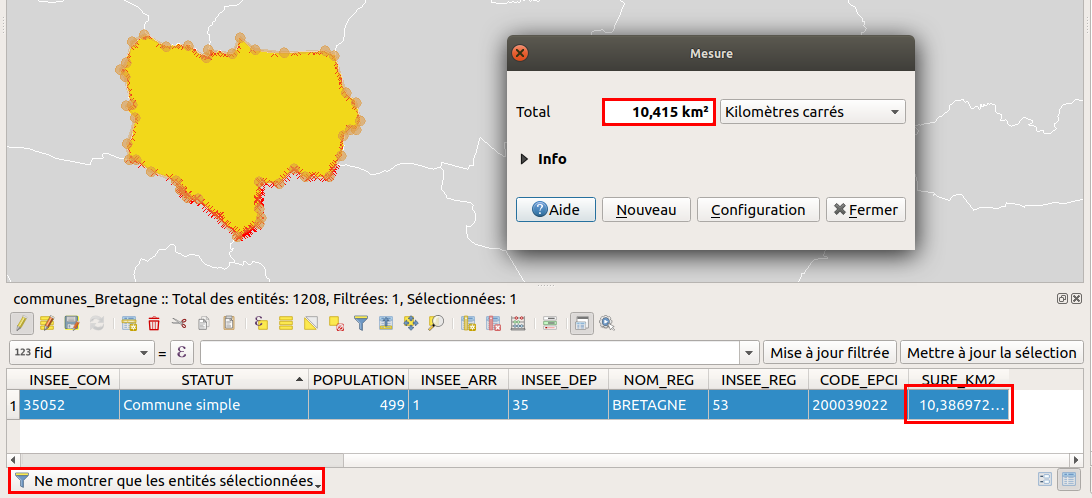 Mesure
Total 10,415 km² Kilomètres carrés
Info
Aide Nouveau Configuration Fermer
communes_Bretagne :: Total des entités: 1208, Filtrées: 1, Sélectionnées: 1
123 fid = ε Mise à jour filtrée Mettre à jour la sélection
INSEE_COM STATUT POPULATION INSEE_ARR INSEE_DEP NOM_REG INSEE_REG CODE_EPCI SURF_KM2
1 35052 Commune simple 499 1 35 BRETAGNE 53 200039022 10,386972…
Ne montrer que les entités sélectionnées